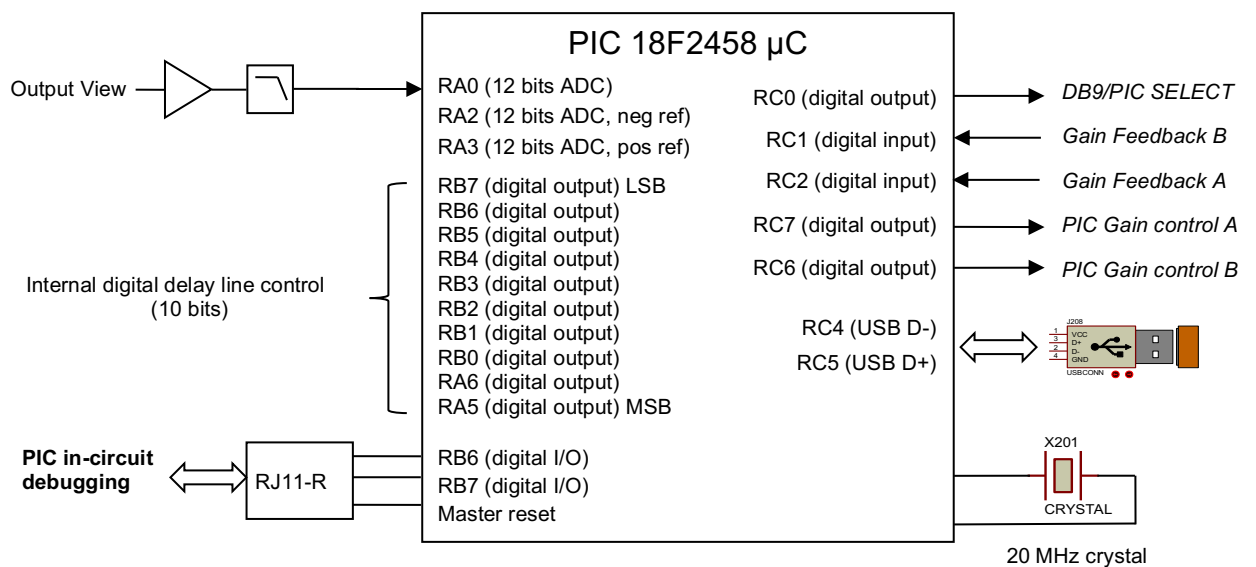 PIC 18F2458 µC
Output View
RA0 (12 bits ADC)
RA2 (12 bits ADC, neg ref)
RA3 (12 bits ADC, pos ref)
RB7 (digital output) LSB
RB6 (digital output)
RB5 (digital output)
RB4 (digital output)
RB3 (digital output)
RB2 (digital output)
RB1 (digital output)
RB0 (digital output)
RA6 (digital output)
RA5 (digital output) MSB
Internal digital delay line control
(10 bits)
PIC in-circuit
debugging
RJ11-R
RB6 (digital I/O)
RB7 (digital I/O)
Master reset
RC0 (digital output)
RC1 (digital input)
RC2 (digital input)
RC7 (digital output)
RC6 (digital output)
RC4 (USB D-)
RC5 (USB D+)
DB9/PIC SELECT
Gain Feedback B
Gain Feedback A
PIC Gain control A
PIC Gain control B
J208
1 VCC
3 D+
2 D-
4 GND
USBCONN
X201
CRYSTAL
20 MHz crystal